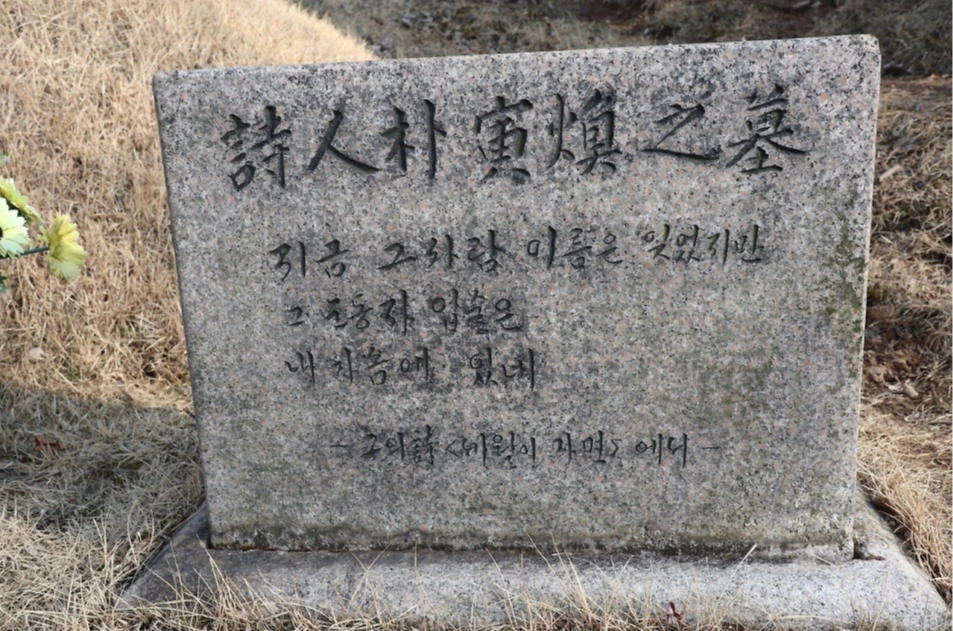 詩人朴寅煥之墓
지금 그사람 이름은 잊었지만
그 눈동자 입술은
내 가슴에 있네
- 그의 詩 <세월이 가면> 에서 -